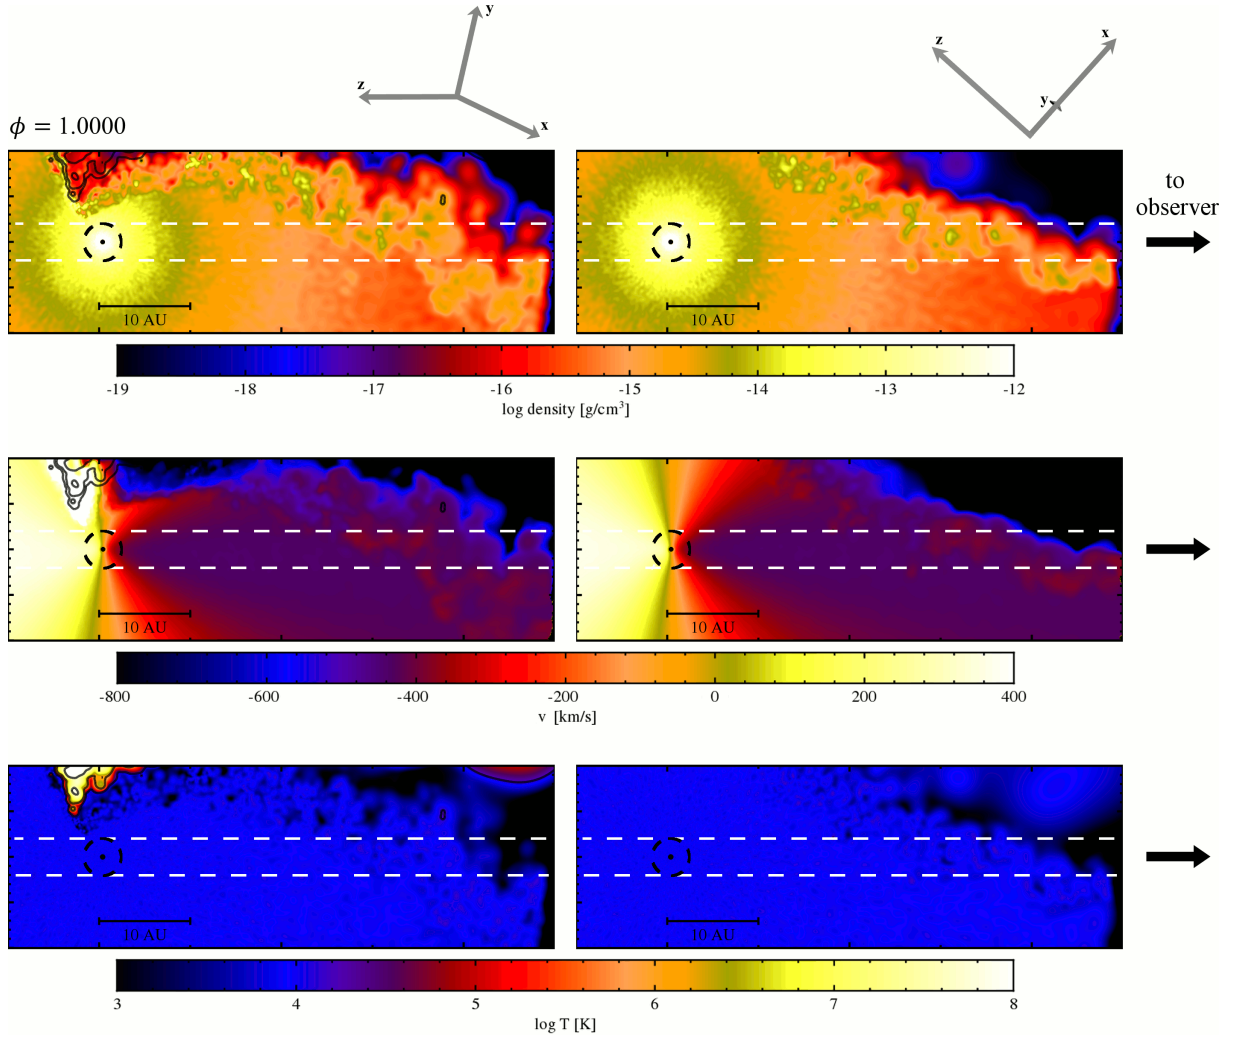 y
z
x
z
x
y
ϕ = 1.0000
to
observer
10 AU
10 AU
-19 -18 -17 -16 -15 -14 -13 -12
log density [g/cm³]
10 AU
10 AU
-800 -600 -400 -200 0 200 400
v [km/s]
10 AU
10 AU
3 4 5 6 7 8
log T [K]